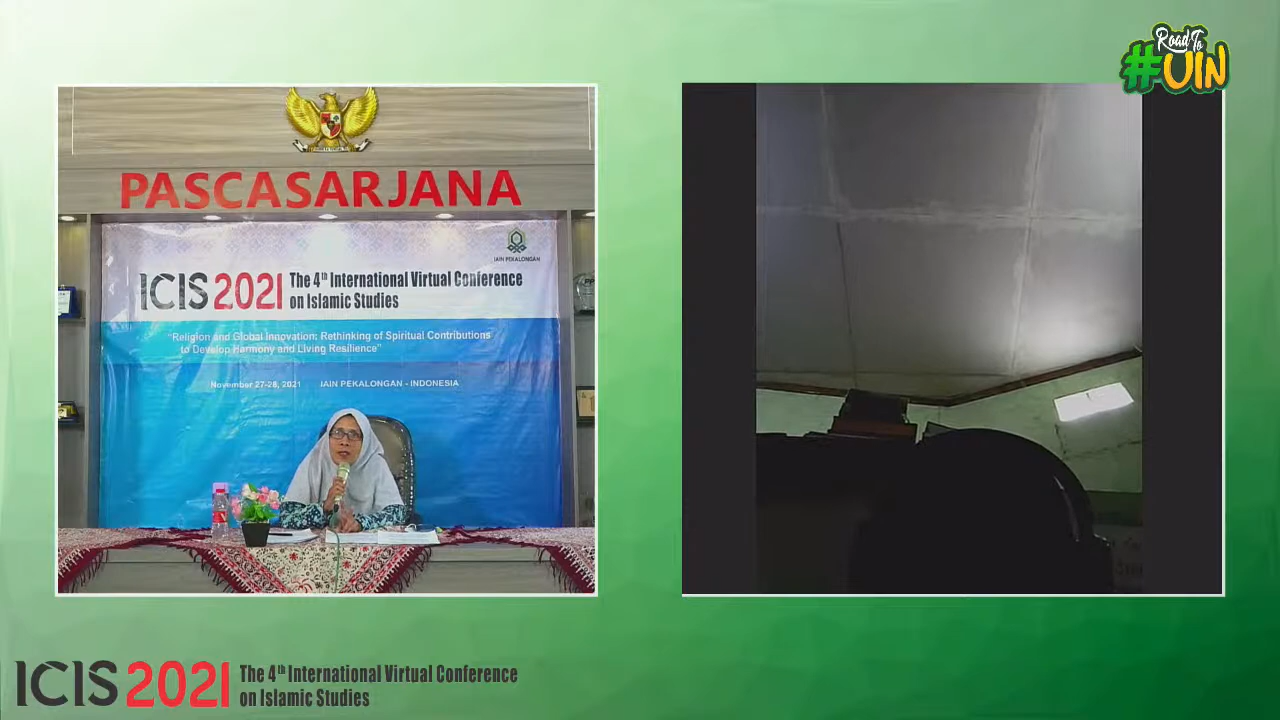 Road To
#UIN
PASCASARJANA
IAIN PEKALONGAN
ICIS 2021 The 4th International Virtual Conference
on Islamic Studies
"Religion and Global Innovation: Rethinking of Spiritual Contributions
to Develop Harmony and Living Resilience"
November 27-28, 2021 IAIN PEKALONGAN - INDONESIA
ICIS 2021 The 4th International Virtual Conference
on Islamic Studies